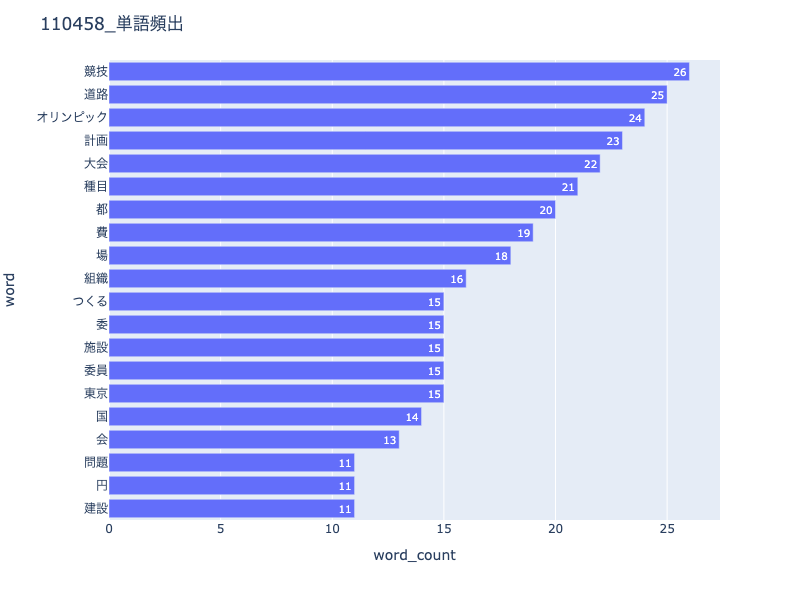 110458_単語頻出
競技 26
道路 25
オリンピック 24
計画 23
大会 22
種目 21
都 20
費 19
場 18
組織 16
つくる 15
委 15
施設 15
委員 15
東京 15
国 14
会 13
問題 11
円 11
建設 11
0 5 10 15 20 25
word_count
word